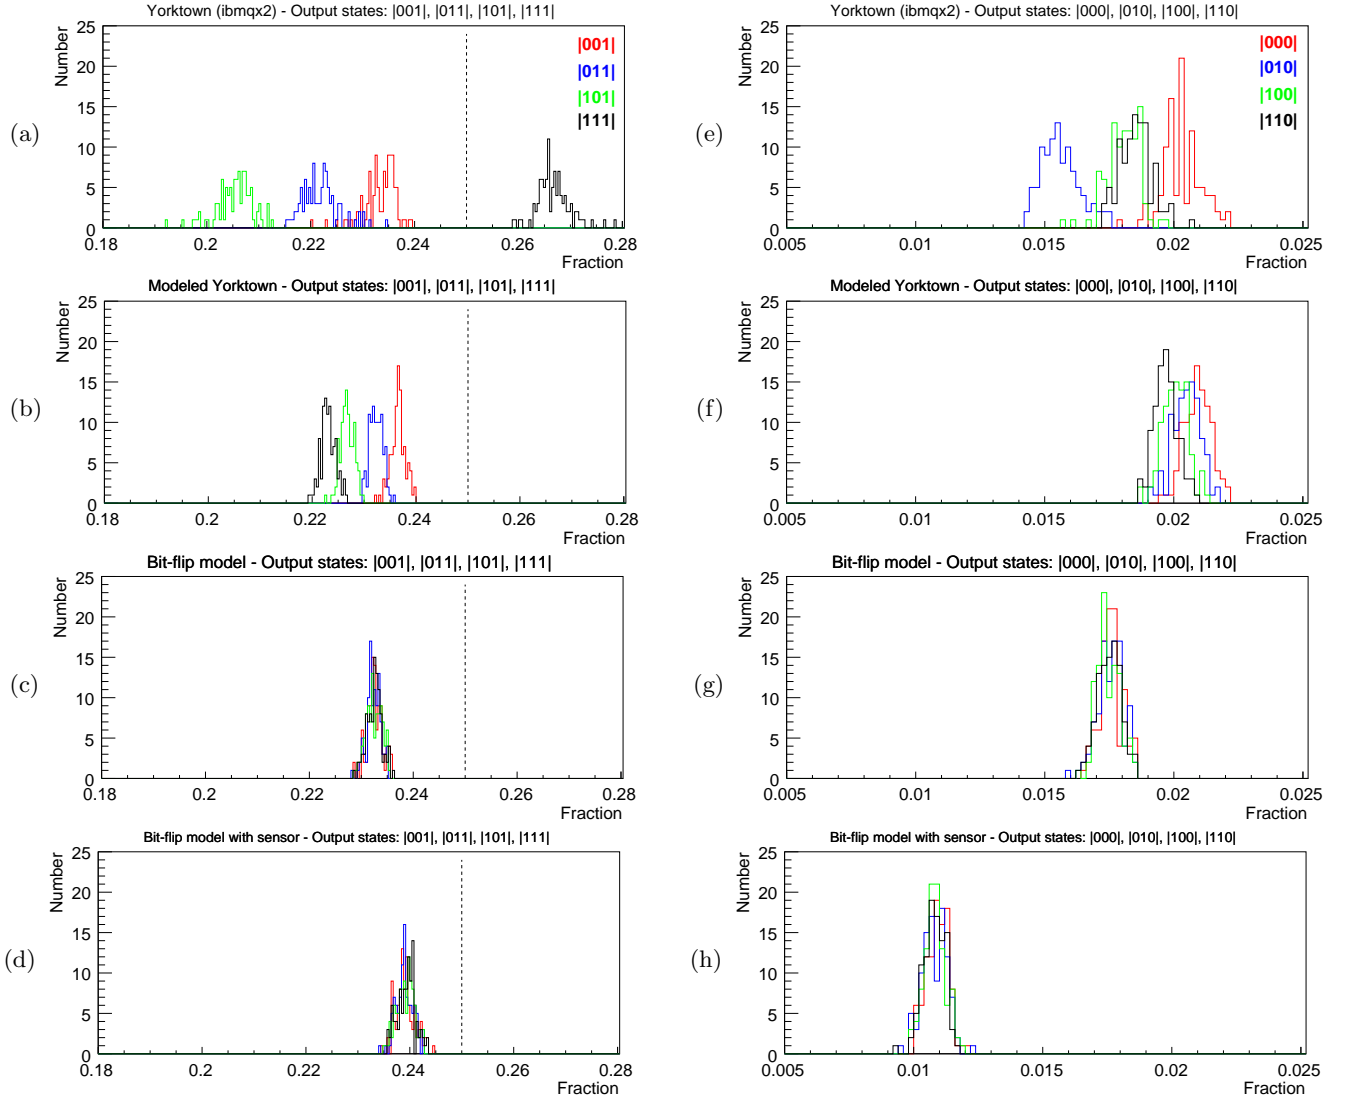 Yorktown (ibmqx2) - Output states: |001|, |011|, |101|, |111|
Number
25
20
15
10
5
0
|001|
|011|
|101|
|111|
(a)
0.18 0.2 0.22 0.24 0.26 0.28
Fraction
Yorktown (ibmqx2) - Output states: |000|, |010|, |100|, |110|
Number
25
20
15
10
5
0
|000|
|010|
|100|
|110|
(e)
0.005 0.01 0.015 0.02 0.025
Fraction
Modeled Yorktown - Output states: |001|, |011|, |101|, |111|
Number
25
20
15
10
5
0
(b)
0.18 0.2 0.22 0.24 0.26 0.28
Fraction
Modeled Yorktown - Output states: |000|, |010|, |100|, |110|
Number
25
20
15
10
5
0
(f)
0.005 0.01 0.015 0.02 0.025
Fraction
Bit-flip model - Output states: |001|, |011|, |101|, |111|
Number
25
20
15
10
5
0
(c)
0.18 0.2 0.22 0.24 0.26 0.28
Fraction
Bit-flip model - Output states: |000|, |010|, |100|, |110|
Number
25
20
15
10
5
0
(g)
0.005 0.01 0.015 0.02 0.025
Fraction
Bit-flip model with sensor - Output states: |001|, |011|, |101|, |111|
Number
25
20
15
10
5
0
(d)
0.18 0.2 0.22 0.24 0.26 0.28
Fraction
Bit-flip model with sensor - Output states: |000|, |010|, |100|, |110|
Number
25
20
15
10
5
0
(h)
0.005 0.01 0.015 0.02 0.025
Fraction